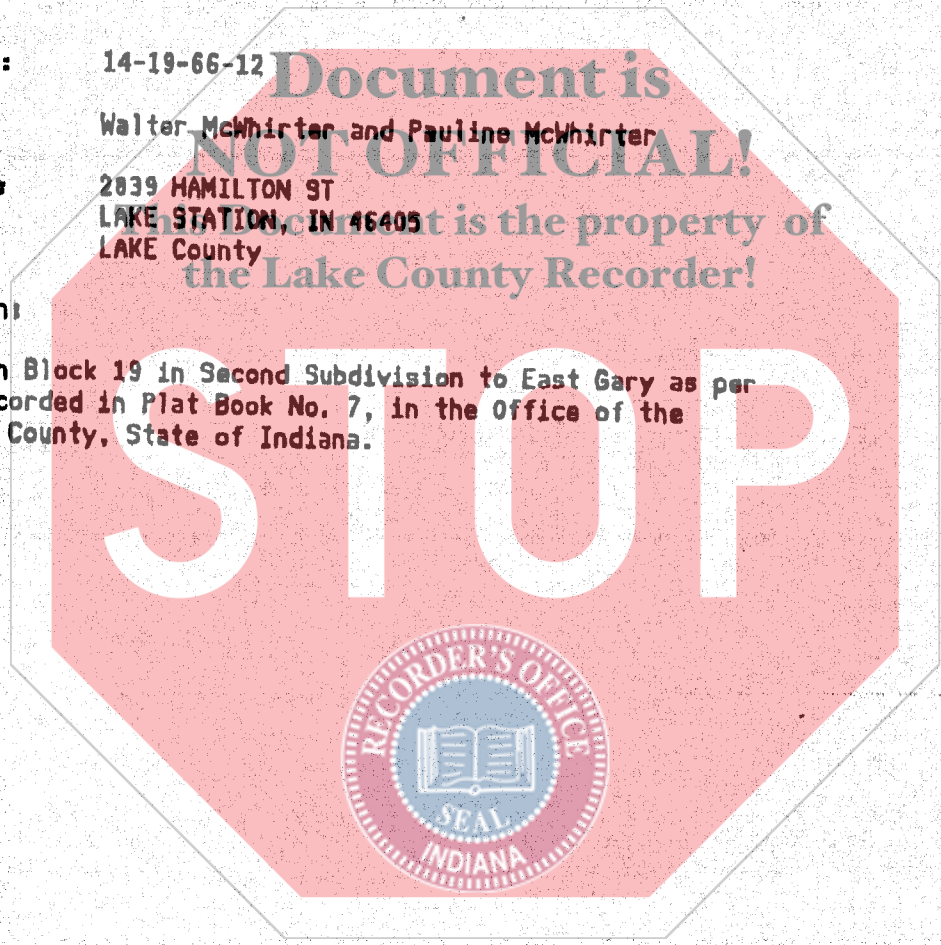 : 14-19-66-12
Document is
Walter McWhirter and Pauline McWhirter
NOT OFFICIAL!
: 2839 HAMILTON ST
LAKE STATION, IN 46405
This Document is the property of
LAKE County
the Lake County Recorder!
n:
n Block 19 in Second Subdivision to East Gary as per
corded in Plat Book No. 7, in the Office of the
County, State of Indiana.
STOP
RECORDER'S OFFICE
SEAL
INDIANA